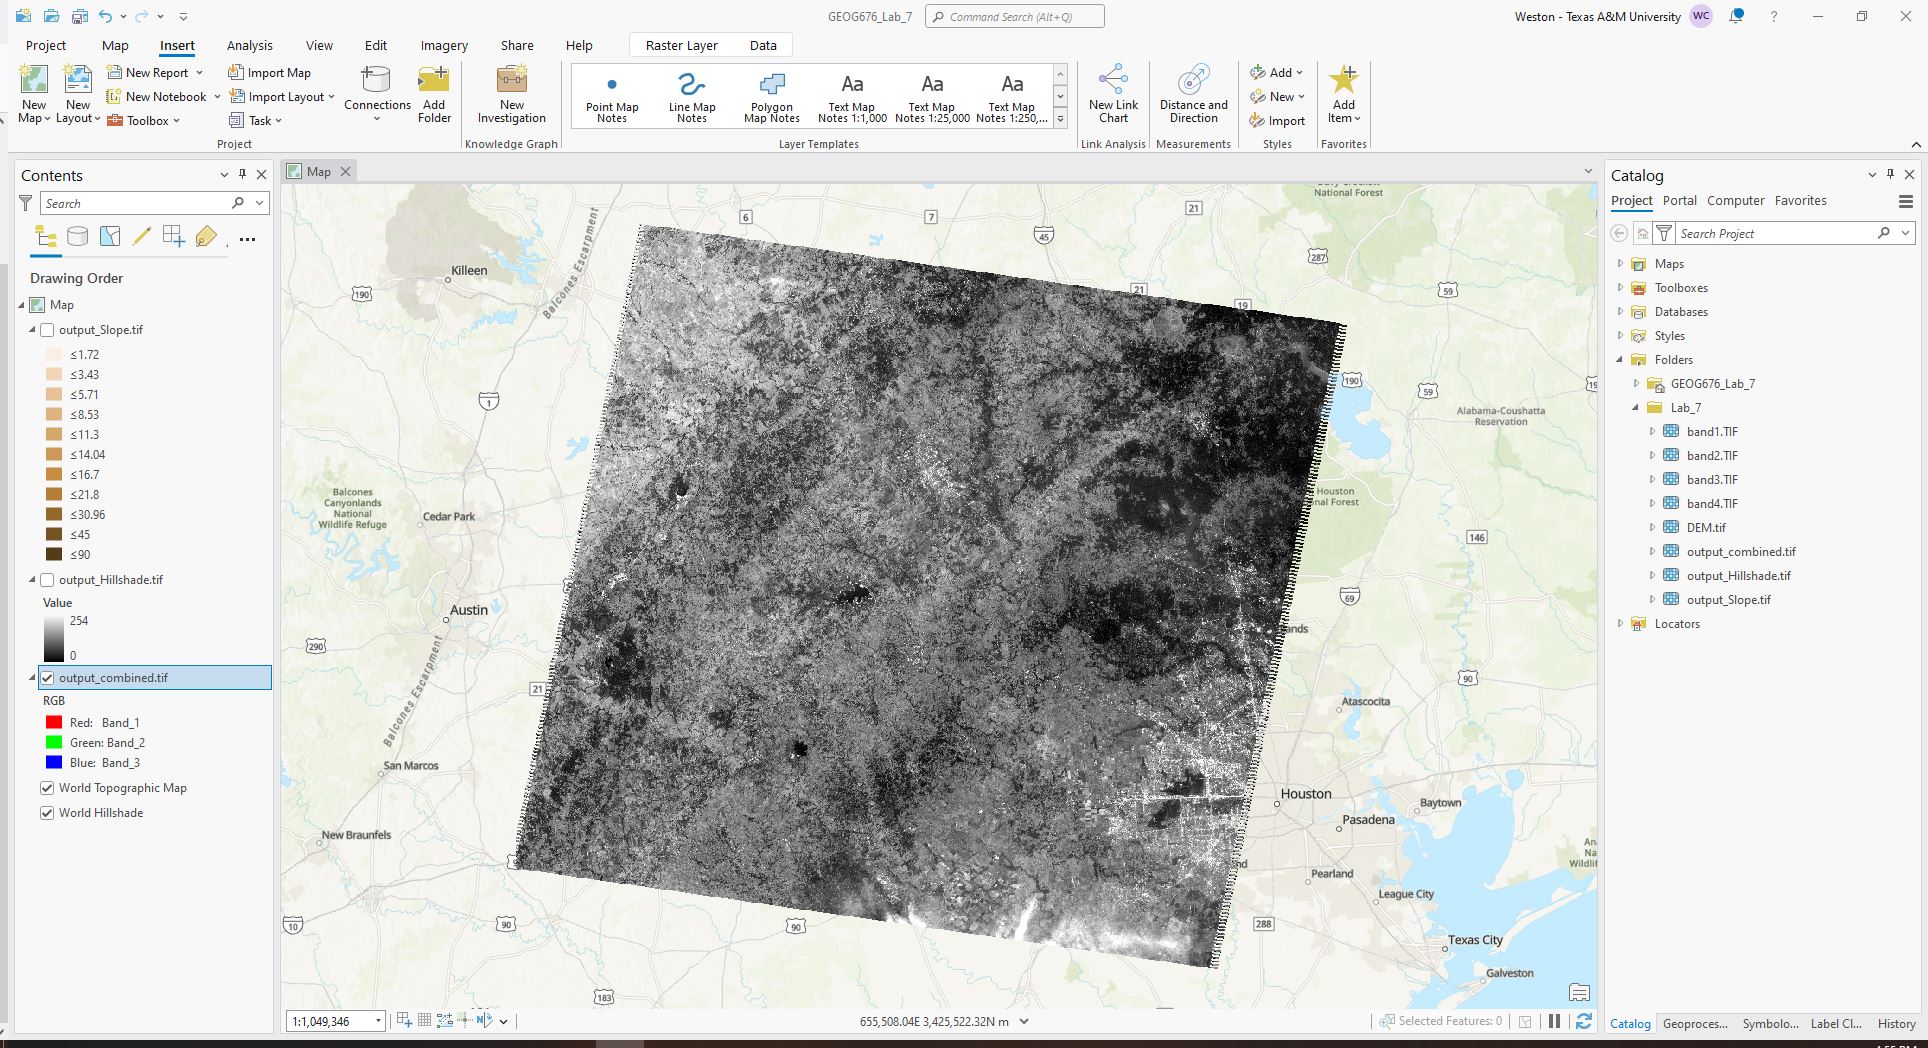 GEOG676_Lab_7
Command Search (Alt+Q)
Weston - Texas A&M University
WC
?
Project
Map
Insert
Analysis
View
Edit
Imagery
Share
Help
Raster Layer
Data
New Map
New Layout
New Report
New Notebook
Toolbox
Import Map
Import Layout
Task
Connections
Add Folder
Project
New Investigation
Knowledge Graph
Point Map Notes
Line Map Notes
Polygon Map Notes
Aa
Text Map Notes 1:1,000
Aa
Text Map Notes 1:25,000
Aa
Text Map Notes 1:250,...
Layer Templates
New Link Chart
Link Analysis
Distance and Direction
Measurements
Add
New
Import
Styles
Add Item
Favorites
Contents
Search
Drawing Order
Map
output_Slope.tif
≤1.72
≤3.43
≤5.71
≤8.53
≤11.3
≤14.04
≤16.7
≤21.8
≤30.96
≤45
≤90
output_Hillshade.tif
Value
254
0
output_combined.tif
RGB
Red: Band_1
Green: Band_2
Blue: Band_3
World Topographic Map
World Hillshade
Map
National Forest
6
7
21
45
287
Killeen
190
Balcones Escarpment
21
19
59
1
190
59
Alabama-Coushatta
Reservation
Balcones
Canyonlands
National
Wildlife Refuge
Cedar Park
Houston
nal Forest
146
Austin
69
290
ands
Balcones Escarpment
21
90
Atascocita
San Marcos
Houston
Baytown
Pasadena
New Braunfels
An
Na
Wildlif
nd
Pearland
League City
10
90
90
288
Texas City
Galveston
183
1:1,049,346
655,508.04E 3,425,522.32N m
Selected Features: 0
Catalog
Project
Portal
Computer
Favorites
Search Project
Maps
Toolboxes
Databases
Styles
Folders
GEOG676_Lab_7
Lab_7
band1.TIF
band2.TIF
band3.TIF
band4.TIF
DEM.tif
output_combined.tif
output_Hillshade.tif
output_Slope.tif
Locators
Catalog
Geoproces...
Symbolo...
Label Cl...
History